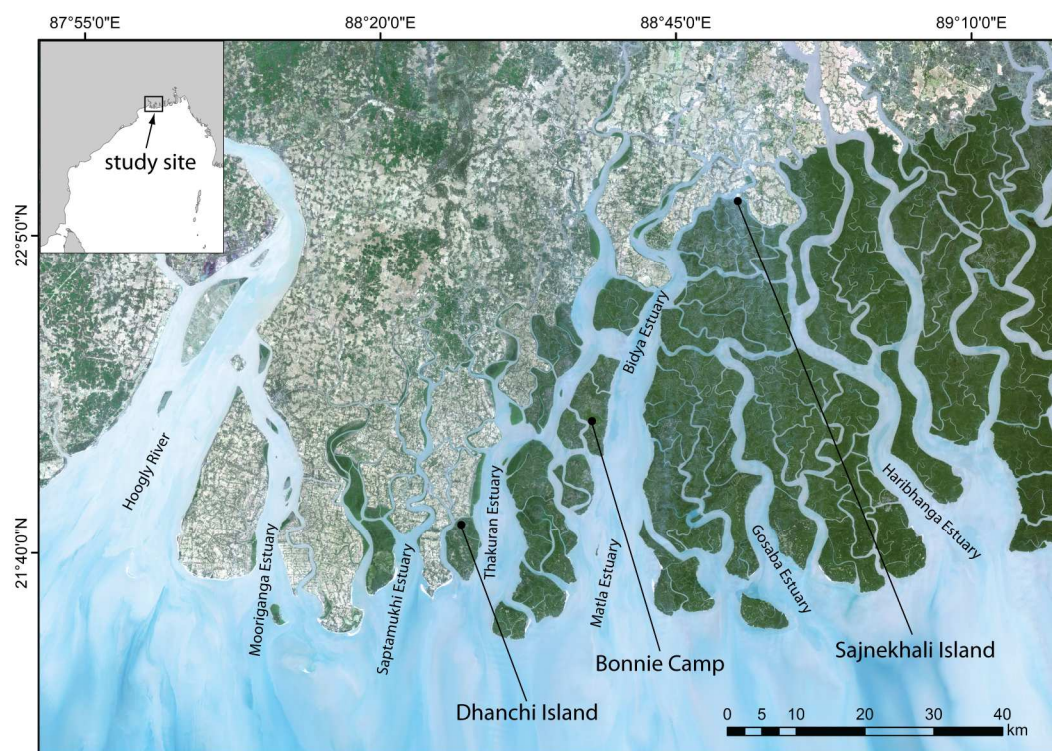 87°55'0"E 88°20'0"E 88°45'0"E 89°10'0"E
study site
22°5'0"N
21°40'0"N
Hoogly River
Mooriganga Estuary
Saptamukhi Estuary
Thakuran Estuary
Matla Estuary
Bidya Estuary
Gosaba Estuary
Haribhanga Estuary
Sajnekhali Island
Bonnie Camp
Dhanchi Island
0 5 10 20 30 40
km